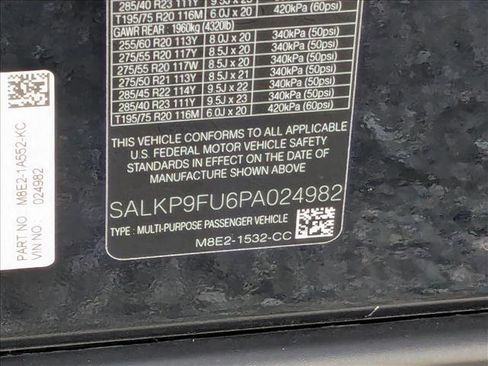 285/40 R23 111Y 9.5J x 23
T195/75 R20 116M 6.0J x 20 420kPa (60psi)
GAWR REAR: 1960kg (4320lb)
255/60 R20 113Y 8.0J x 20 340kPa (50psi)
275/55 R20 117Y 8.5J x 20 340kPa (50psi)
275/55 R20 117W 8.5J x 20 340kPa (50psi)
275/50 R21 113Y 8.5J x 21 340kPa (50psi)
285/45 R22 114Y 9.5J x 22 340kPa (50psi)
285/40 R23 111Y 9.5J x 23 340kPa (50psi)
T195/75 R20 116M 6.0J x 20 420kPa (60psi)
THIS VEHICLE CONFORMS TO ALL APPLICABLE
U.S. FEDERAL MOTOR VEHICLE SAFETY
STANDARDS IN EFFECT ON THE DATE OF
MANUFACTURE SHOWN ABOVE
SALKP9FU6PA024982
TYPE : MULTI-PURPOSE PASSENGER VEHICLE
M8E2-1532-CC
PART NO : M8E2-1A552-KC
VIN NO : 024982